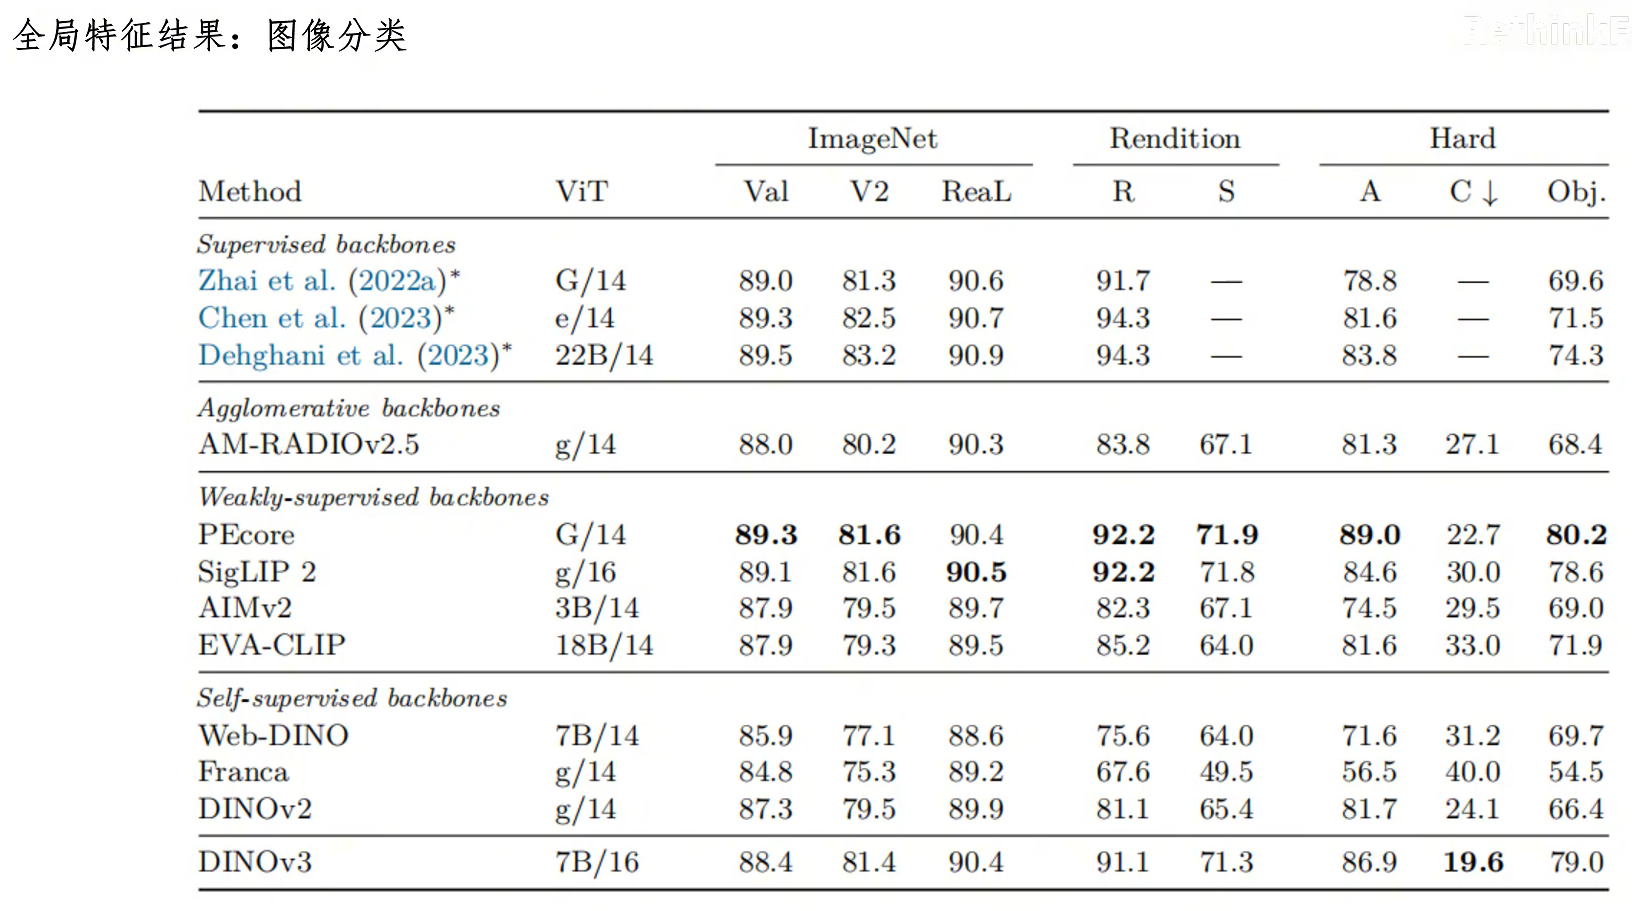 全局特征结果：图像分类
RethinkF
ImageNet Rendition Hard
Method ViT Val V2 ReaL R S A C ↓ Obj.
Supervised backbones
Zhai et al. (2022a)* G/14 89.0 81.3 90.6 91.7 — 78.8 — 69.6
Chen et al. (2023)* e/14 89.3 82.5 90.7 94.3 — 81.6 — 71.5
Dehghani et al. (2023)* 22B/14 89.5 83.2 90.9 94.3 — 83.8 — 74.3
Agglomerative backbones
AM-RADIOv2.5 g/14 88.0 80.2 90.3 83.8 67.1 81.3 27.1 68.4
Weakly-supervised backbones
PEcore G/14 89.3 81.6 90.4 92.2 71.9 89.0 22.7 80.2
SigLIP 2 g/16 89.1 81.6 90.5 92.2 71.8 84.6 30.0 78.6
AIMv2 3B/14 87.9 79.5 89.7 82.3 67.1 74.5 29.5 69.0
EVA-CLIP 18B/14 87.9 79.3 89.5 85.2 64.0 81.6 33.0 71.9
Self-supervised backbones
Web-DINO 7B/14 85.9 77.1 88.6 75.6 64.0 71.6 31.2 69.7
Franca g/14 84.8 75.3 89.2 67.6 49.5 56.5 40.0 54.5
DINOv2 g/14 87.3 79.5 89.9 81.1 65.4 81.7 24.1 66.4
DINOv3 7B/16 88.4 81.4 90.4 91.1 71.3 86.9 19.6 79.0